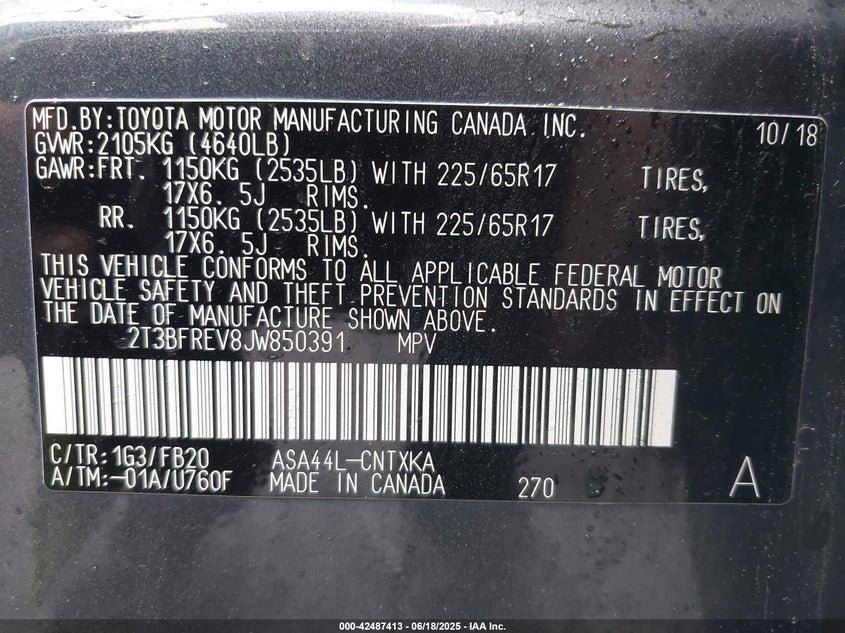 MFD.BY:TOYOTA MOTOR MANUFACTURING CANADA INC. 10/18
GVWR:2105KG (4640LB)
GAWR:FRT. 1150KG (2535LB) WITH 225/65R17 TIRES,
17X6. 5J RIMS.
RR. 1150KG (2535LB) WITH 225/65R17 TIRES,
17X6. 5J RIMS.
THIS VEHICLE CONFORMS TO ALL APPLICABLE FEDERAL MOTOR
VEHICLE SAFETY AND THEFT PREVENTION STANDARDS IN EFFECT ON
THE DATE OF MANUFACTURE SHOWN ABOVE.
2T3BFREV8JW850391 MPV
C/TR:1G3/FB20 ASA44L-CNTXKA
A/TM:-01A/U760F MADE IN CANADA 270 A
000-42487413 - 06/18/2025 - IAA Inc.